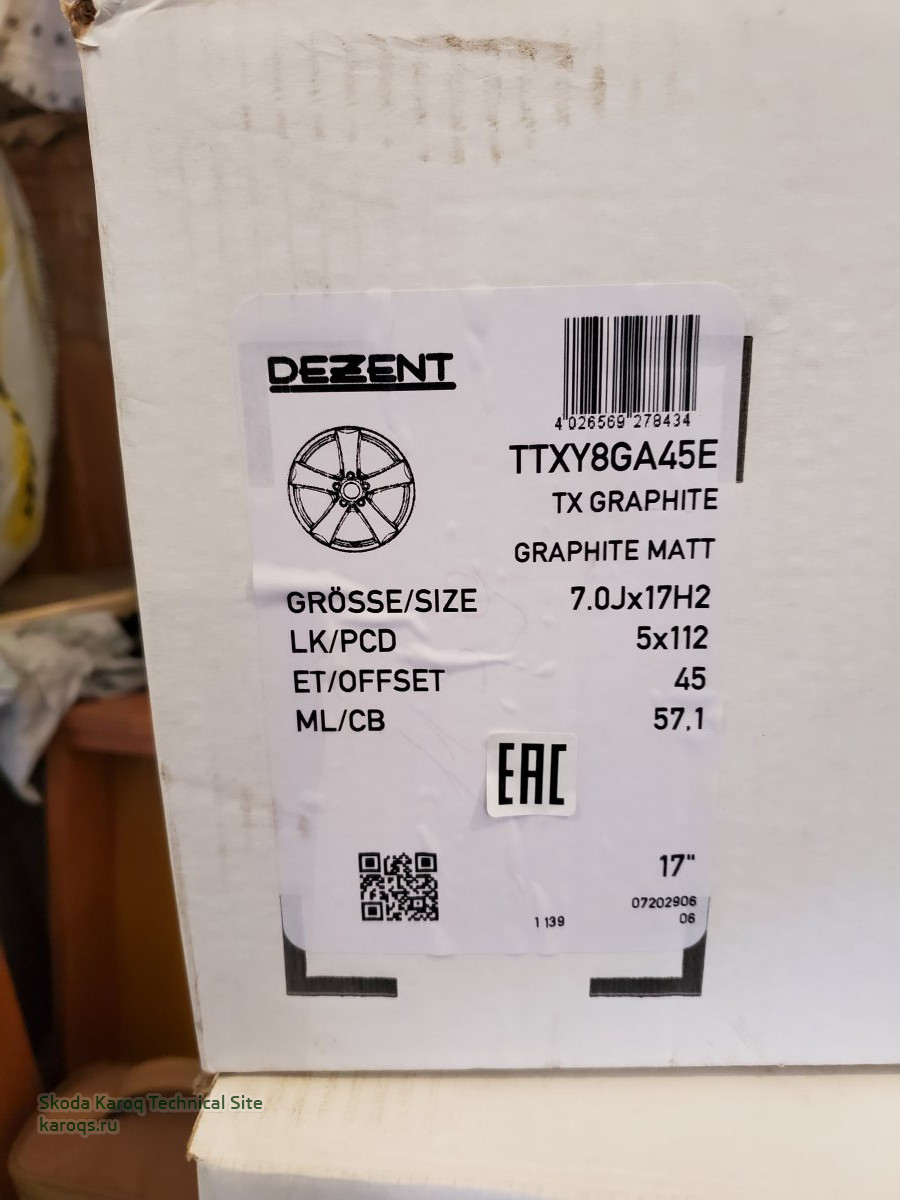 DEZENT
4 026569 278434
TTXY8GA45E
TX GRAPHITE
GRAPHITE MATT
GRÖSSE/SIZE 7.0Jx17H2
LK/PCD 5x112
ET/OFFSET 45
ML/CB 57,1
EAC
17"
07202906
1 139 06
Skoda Karoq Technical Site
karoqs.ru